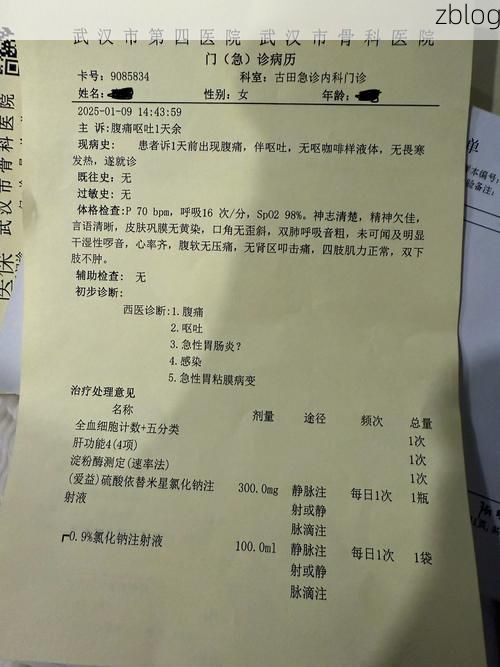 zblog
武汉市第四医院 武汉市骨科医院
门（急）诊病历
卡号：9085834 科室：古田急诊内科门诊
姓名： 性别：女 年龄：
2025-01-09 14:43:59
主 诉：腹痛呕吐1天余
现病史： 患者诉1天前出现腹痛，伴呕吐，无呕咖啡样液体，无畏寒
发热，遂就诊
既往史：无
过敏史：无
体格检查：P 70 bpm，呼吸16 次/分，SpO2 98%。神志清楚，精神欠佳，
言语清晰，皮肤巩膜无黄染，口角无歪斜，双肺呼吸音粗，未可闻及明显
干湿性啰音，心率齐，腹软无压痛，无肾区叩击痛，四肢肌力正常，双下
肢不肿。
辅助检查： 无
初步诊断：
西医诊断：1.腹痛
2.呕吐
3.急性胃肠炎?
4.感染
5.急性胃粘膜病变
治疗处理意见
名称 剂量 途径 频次 总量
全血细胞计数+五分类 1次
肝功能4(4项) 1次
淀粉酶测定(速率法) 1次
(爱益)硫酸依替米星氯化钠注 300.0mg 静脉注 每日1次 1瓶
射液 射或静
脉滴注
0.9%氯化钠注射液 100.0ml 静脉注 每日1次 1袋
射或静
脉滴注
武汉市骨科医院
医保
单
样本编号：